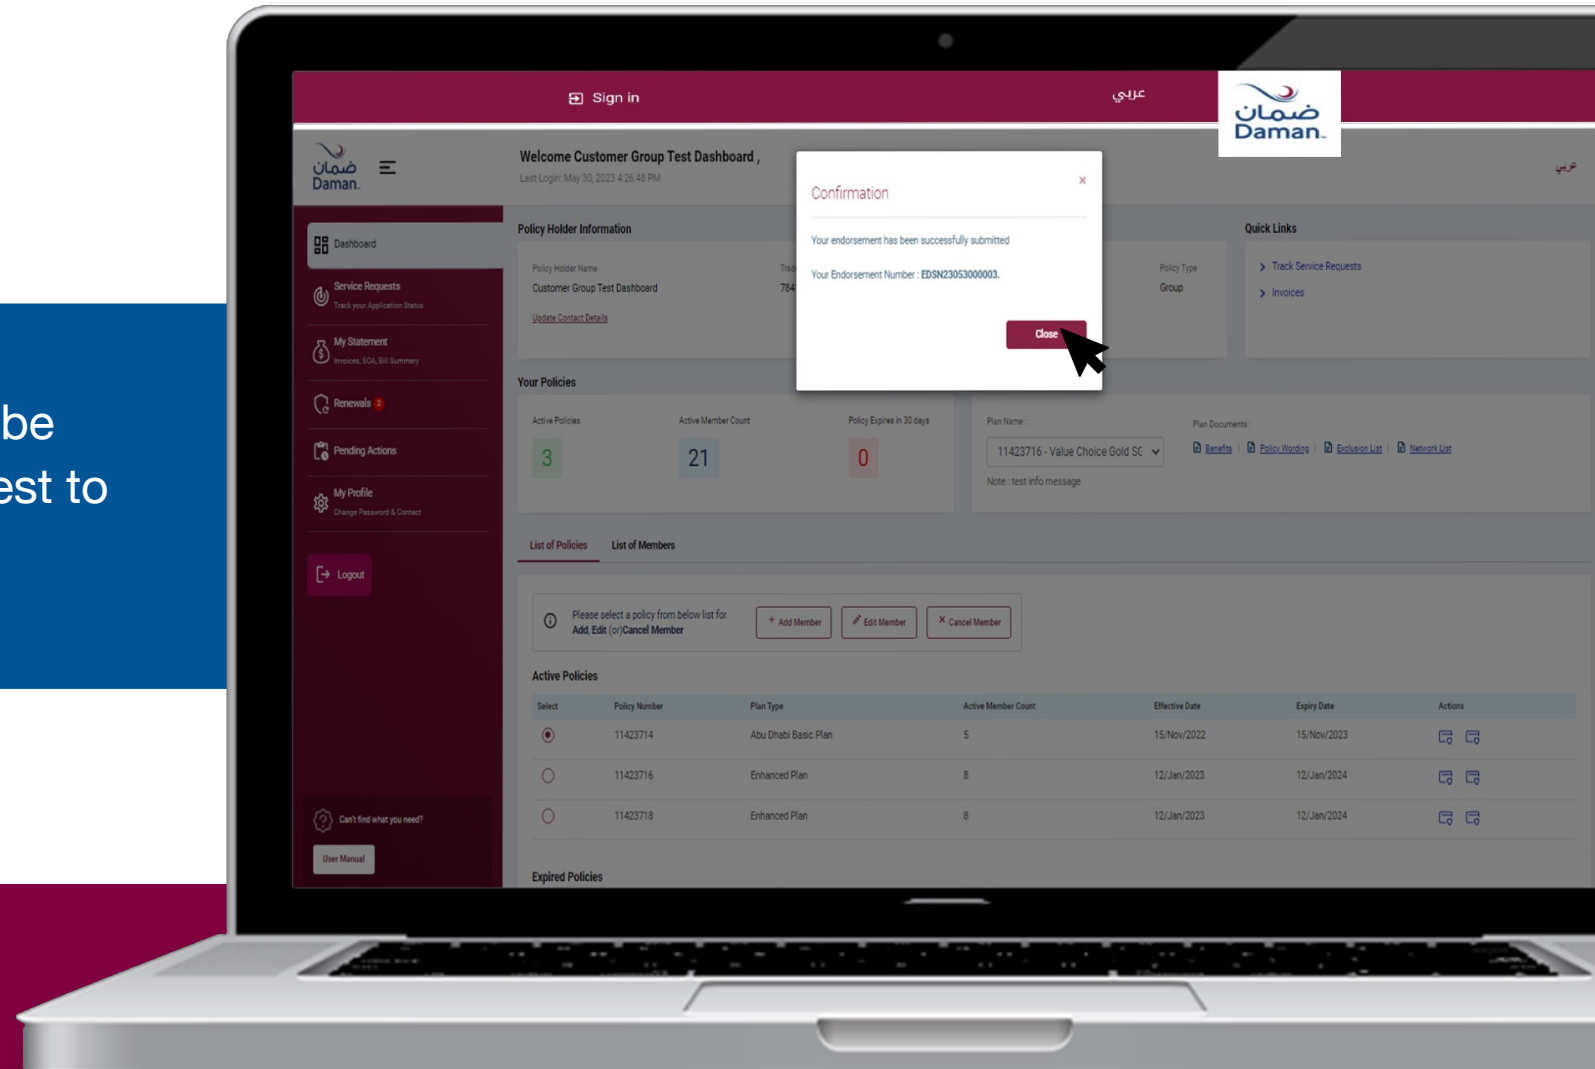 be
est to
Sign in
عربي
ضمان
Daman
ضمان
Daman
Welcome Customer Group Test Dashboard ,
Last Login: May 30, 2023 4:26:48 PM
عربي
Confirmation
×
Your endorsement has been successfully submitted
Your Endorsement Number : EDSN23053000003.
Close
Dashboard
Service Requests
Track your Application Status
My Statement
Invoices, SOA, Bill Summary
Renewals 2
Pending Actions
My Profile
Change Password & Contact
Logout
Can't find what you need?
User Manual
Policy Holder Information
Policy Holder Name
Customer Group Test Dashboard
Update Contact Details
Trad
784
Policy Type
Group
Quick Links
Track Service Requests
Invoices
Your Policies
Active Policies Active Member Count Policy Expires in 30 days
3 21 0
Plan Name :
11423716 - Value Choice Gold SC
Note : test info message
Plan Documents :
Benefits | Policy Wording | Exclusion List | Network List
List of Policies List of Members
Please select a policy from below list for
Add, Edit (or)Cancel Member
+ Add Member Edit Member × Cancel Member
Active Policies
Select Policy Number Plan Type Active Member Count Effective Date Expiry Date Actions
11423714 Abu Dhabi Basic Plan 5 15/Nov/2022 15/Nov/2023
11423716 Enhanced Plan 8 12/Jan/2023 12/Jan/2024
11423718 Enhanced Plan 8 12/Jan/2023 12/Jan/2024
Expired Policies